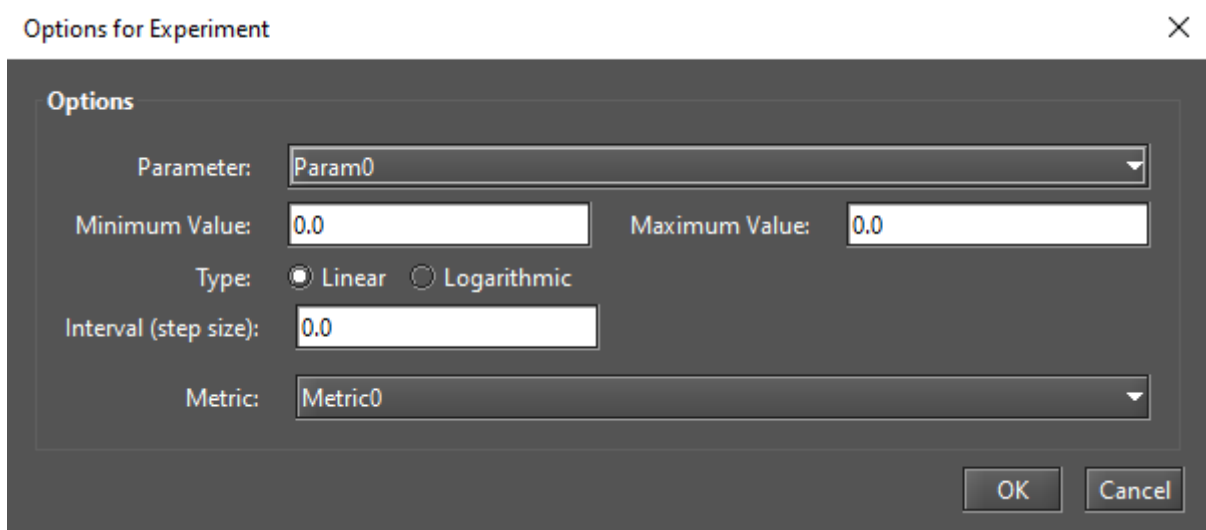 Options for Experiment
Options
Parameter: Param0
Minimum Value: 0.0 Maximum Value: 0.0
Type: Linear Logarithmic
Interval (step size): 0.0
Metric: Metric0
OK Cancel